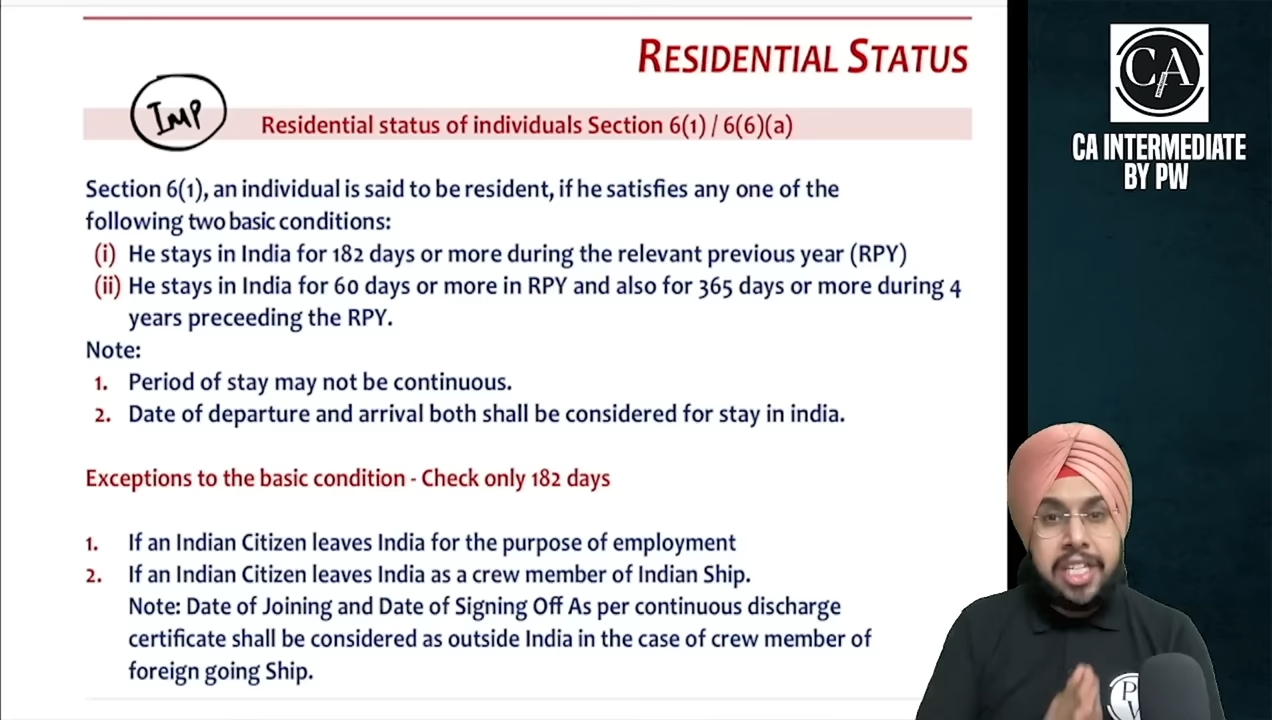 RESIDENTIAL STATUS
IMP
Residential status of individuals Section 6(1) / 6(6)(a)
Section 6(1), an individual is said to be resident, if he satisfies any one of the
following two basic conditions:
(i) He stays in India for 182 days or more during the relevant previous year (RPY)
(ii) He stays in India for 60 days or more in RPY and also for 365 days or more during 4
years preceeding the RPY.
Note:
1. Period of stay may not be continuous.
2. Date of departure and arrival both shall be considered for stay in india.
Exceptions to the basic condition - Check only 182 days
1. If an Indian Citizen leaves India for the purpose of employment
2. If an Indian Citizen leaves India as a crew member of Indian Ship.
Note: Date of Joining and Date of Signing Off As per continuous discharge
certificate shall be considered as outside India in the case of crew member of
foreign going Ship.
CA
CA INTERMEDIATE
BY PW
P